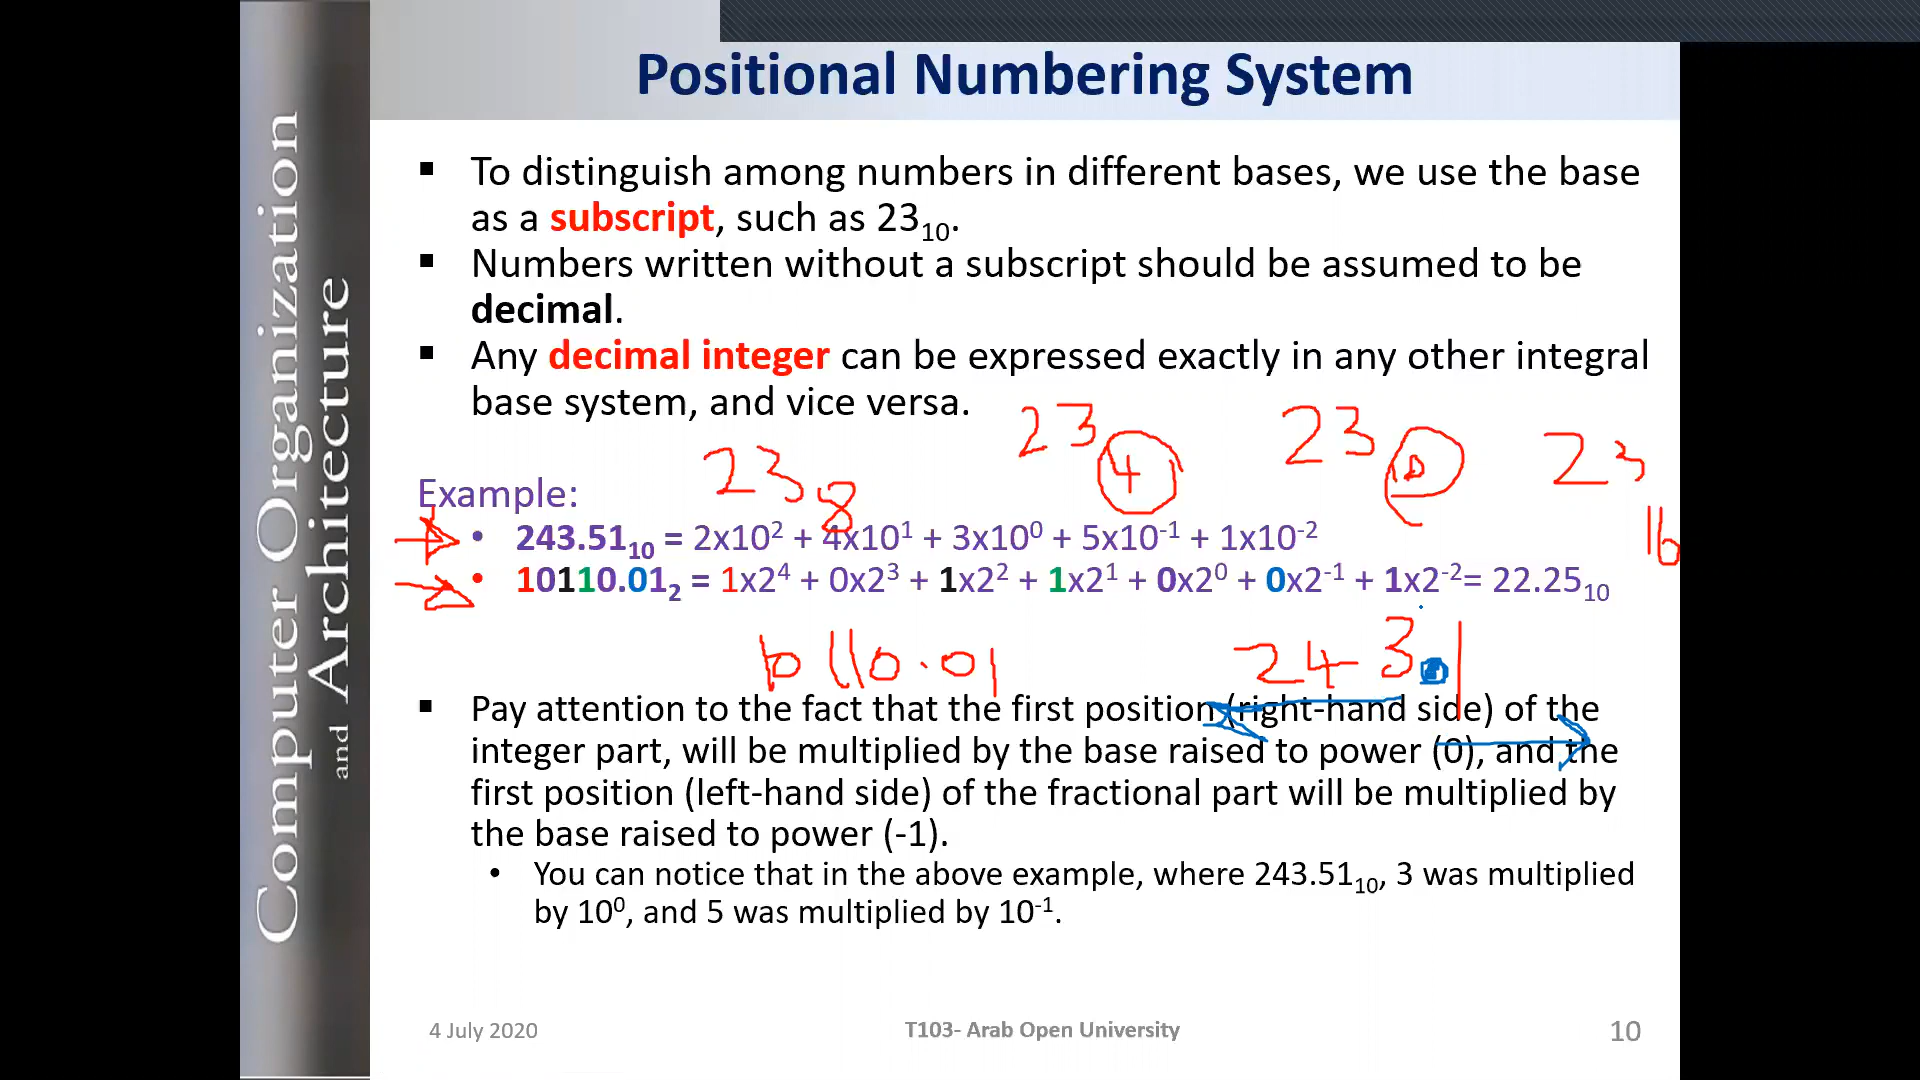 Computer Organization
and Architecture
Positional Numbering System
▪ To distinguish among numbers in different bases, we use the base
as a subscript, such as 23₁₀.
▪ Numbers written without a subscript should be assumed to be
decimal.
▪ Any decimal integer can be expressed exactly in any other integral
base system, and vice versa.
23₈ 23₄ 23₁₀ 23₁₆
Example:
• 243.51₁₀ = 2x10² + 4x10¹ + 3x10⁰ + 5x10⁻¹ + 1x10⁻²
• 10110.01₂ = 1x2⁴ + 0x2³ + 1x2² + 1x2¹ + 0x2⁰ + 0x2⁻¹ + 1x2⁻²= 22.25₁₀
10110.01 243.
▪ Pay attention to the fact that the first position (right-hand side) of the
integer part, will be multiplied by the base raised to power (0), and the
first position (left-hand side) of the fractional part will be multiplied by
the base raised to power (-1).
• You can notice that in the above example, where 243.51₁₀, 3 was multiplied
by 10⁰, and 5 was multiplied by 10⁻¹.
4 July 2020 T103- Arab Open University 10